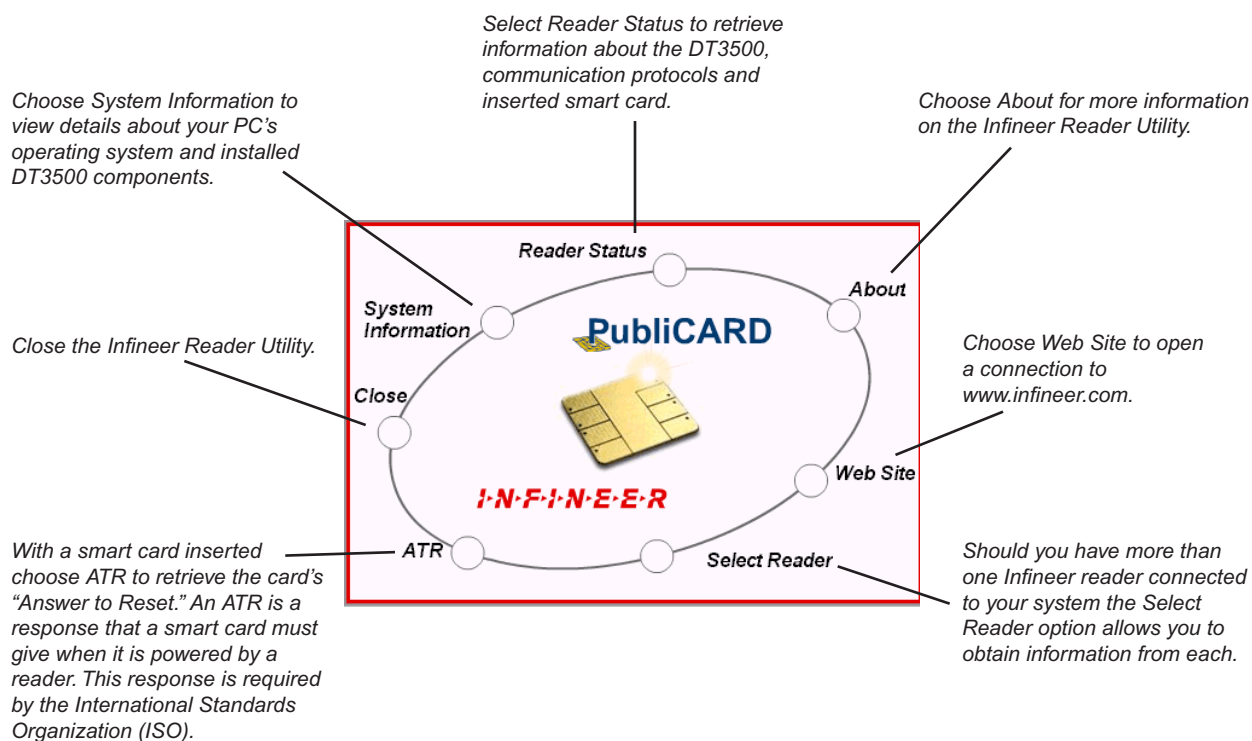 Select Reader Status to retrieve
information about the DT3500,
communication protocols and
inserted smart card.
Choose System Information to
view details about your PC’s
operating system and installed
DT3500 components.
Choose About for more information
on the Infineer Reader Utility.
Reader Status
About
System
Information
PubliCARD
Close the Infineer Reader Utility.
Choose Web Site to open
a connection to
www.infineer.com.
Close
Web Site
I·N·F·I·N·E·E·R
ATR
Select Reader
With a smart card inserted
choose ATR to retrieve the card’s
“Answer to Reset.” An ATR is a
response that a smart card must
give when it is powered by a
reader. This response is required
by the International Standards
Organization (ISO).
Should you have more than
one Infineer reader connected
to your system the Select
Reader option allows you to
obtain information from each.